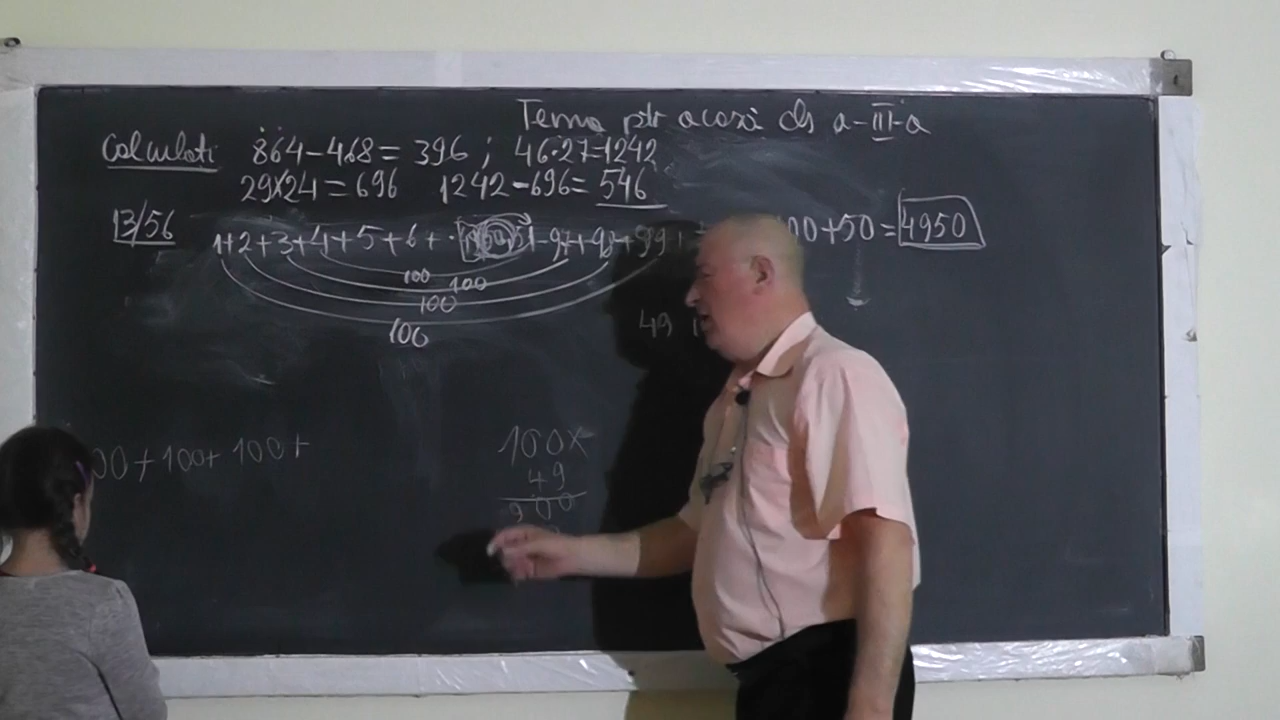 Tema ptr acasă cls a-III-a
Calculati 864-468= 396 ; 46·27=1242
29X24=696 1242-696= 546
13/56 1+2+3+4+5+6+ 97+98+99 00+50=4950
100 100
100
100
49
00+100+100+
100X
49
900